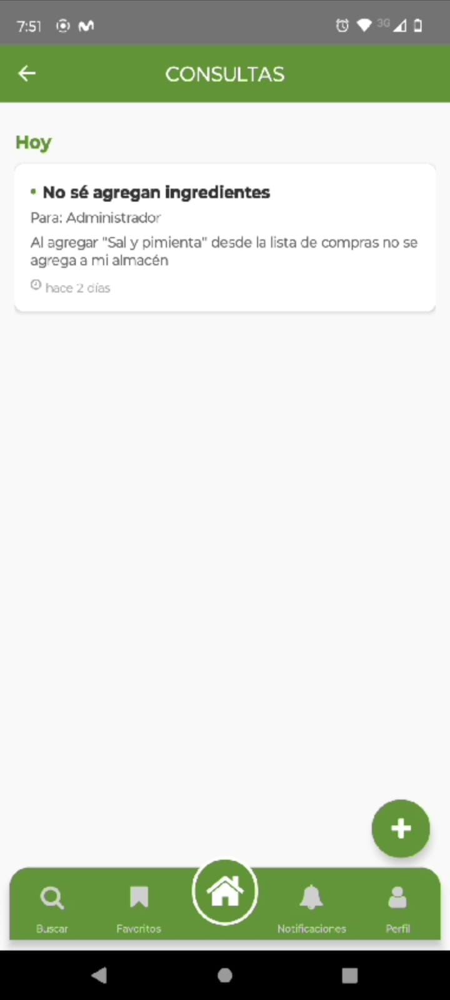 7:51
3G
CONSULTAS
Hoy
• No sé agregan ingredientes
Para: Administrador
Al agregar "Sal y pimienta" desde la lista de compras no se
agrega a mi almacén
hace 2 días
Buscar
Favoritos
Notificaciones
Perfil